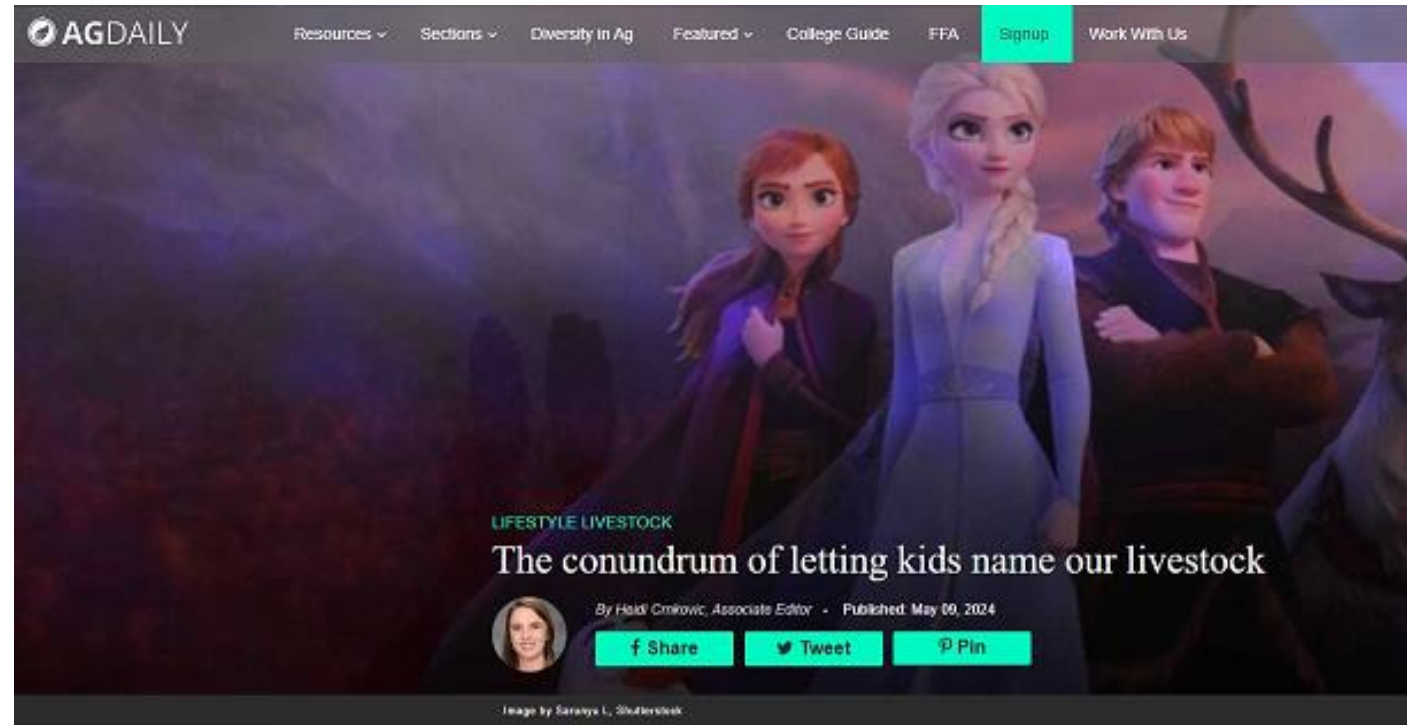 AGDAILY
Resources Sections Diversity in Ag Featured College Guide FFA Signup Work With Us
LIFESTYLE LIVESTOCK
The conundrum of letting kids name our livestock
By Heidi Crnkovic, Associate Editor - Published: May 09, 2024
Share Tweet Pin
Image by Saranya L, Shutterstock